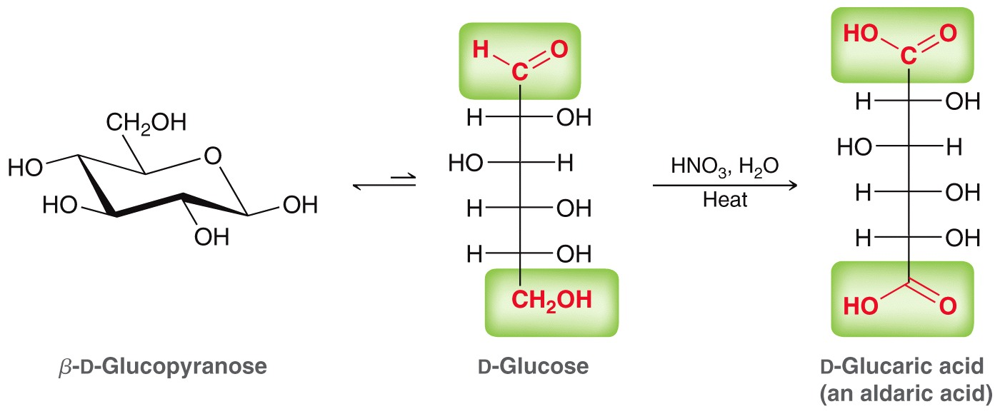 CH₂OH
HO
O
HO
OH
OH
β-D-Glucopyranose
H
O
C
H OH
HO H
H OH
H OH
CH₂OH
D-Glucose
HNO₃, H₂O
Heat
HO
O
C
H OH
HO H
H OH
H OH
HO
O
D-Glucaric acid
(an aldaric acid)